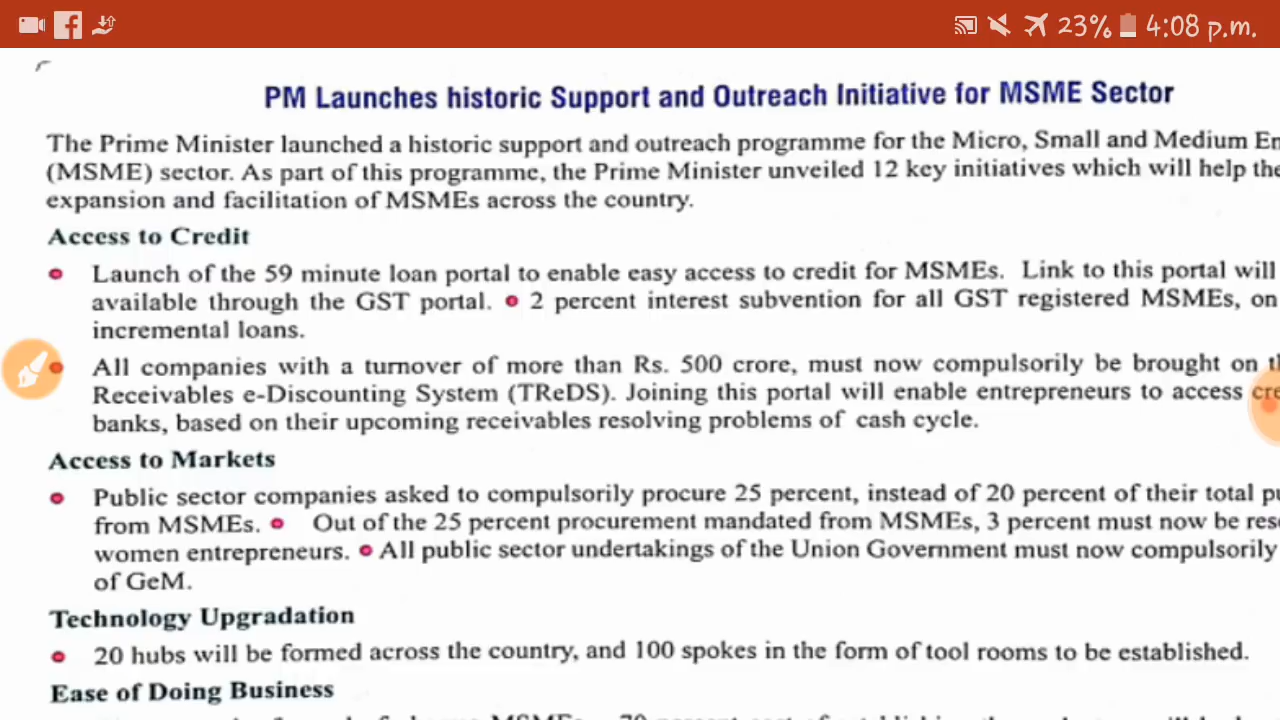 23% 4:08 p.m.
PM Launches historic Support and Outreach Initiative for MSME Sector
The Prime Minister launched a historic support and outreach programme for the Micro, Small and Medium En
(MSME) sector. As part of this programme, the Prime Minister unveiled 12 key initiatives which will help the
expansion and facilitation of MSMEs across the country.
Access to Credit
Launch of the 59 minute loan portal to enable easy access to credit for MSMEs. Link to this portal will
available through the GST portal. • 2 percent interest subvention for all GST registered MSMEs, on
incremental loans.
All companies with a turnover of more than Rs. 500 crore, must now compulsorily be brought on t
Receivables e-Discounting System (TReDS). Joining this portal will enable entrepreneurs to access cre
banks, based on their upcoming receivables resolving problems of cash cycle.
Access to Markets
Public sector companies asked to compulsorily procure 25 percent, instead of 20 percent of their total pu
from MSMEs. • Out of the 25 percent procurement mandated from MSMEs, 3 percent must now be rese
women entrepreneurs. • All public sector undertakings of the Union Government must now compulsorily
of GeM.
Technology Upgradation
20 hubs will be formed across the country, and 100 spokes in the form of tool rooms to be established.
Ease of Doing Business